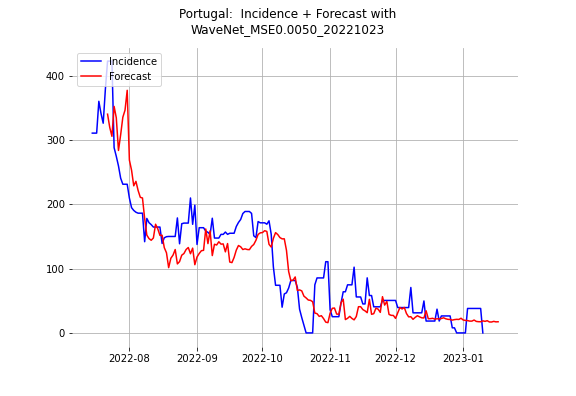 Portugal: Incidence + Forecast with
WaveNet_MSE0.0050_20221023
Incidence
Forecast
400
300
200
100
0
2022-08
2022-09
2022-10
2022-11
2022-12
2023-01